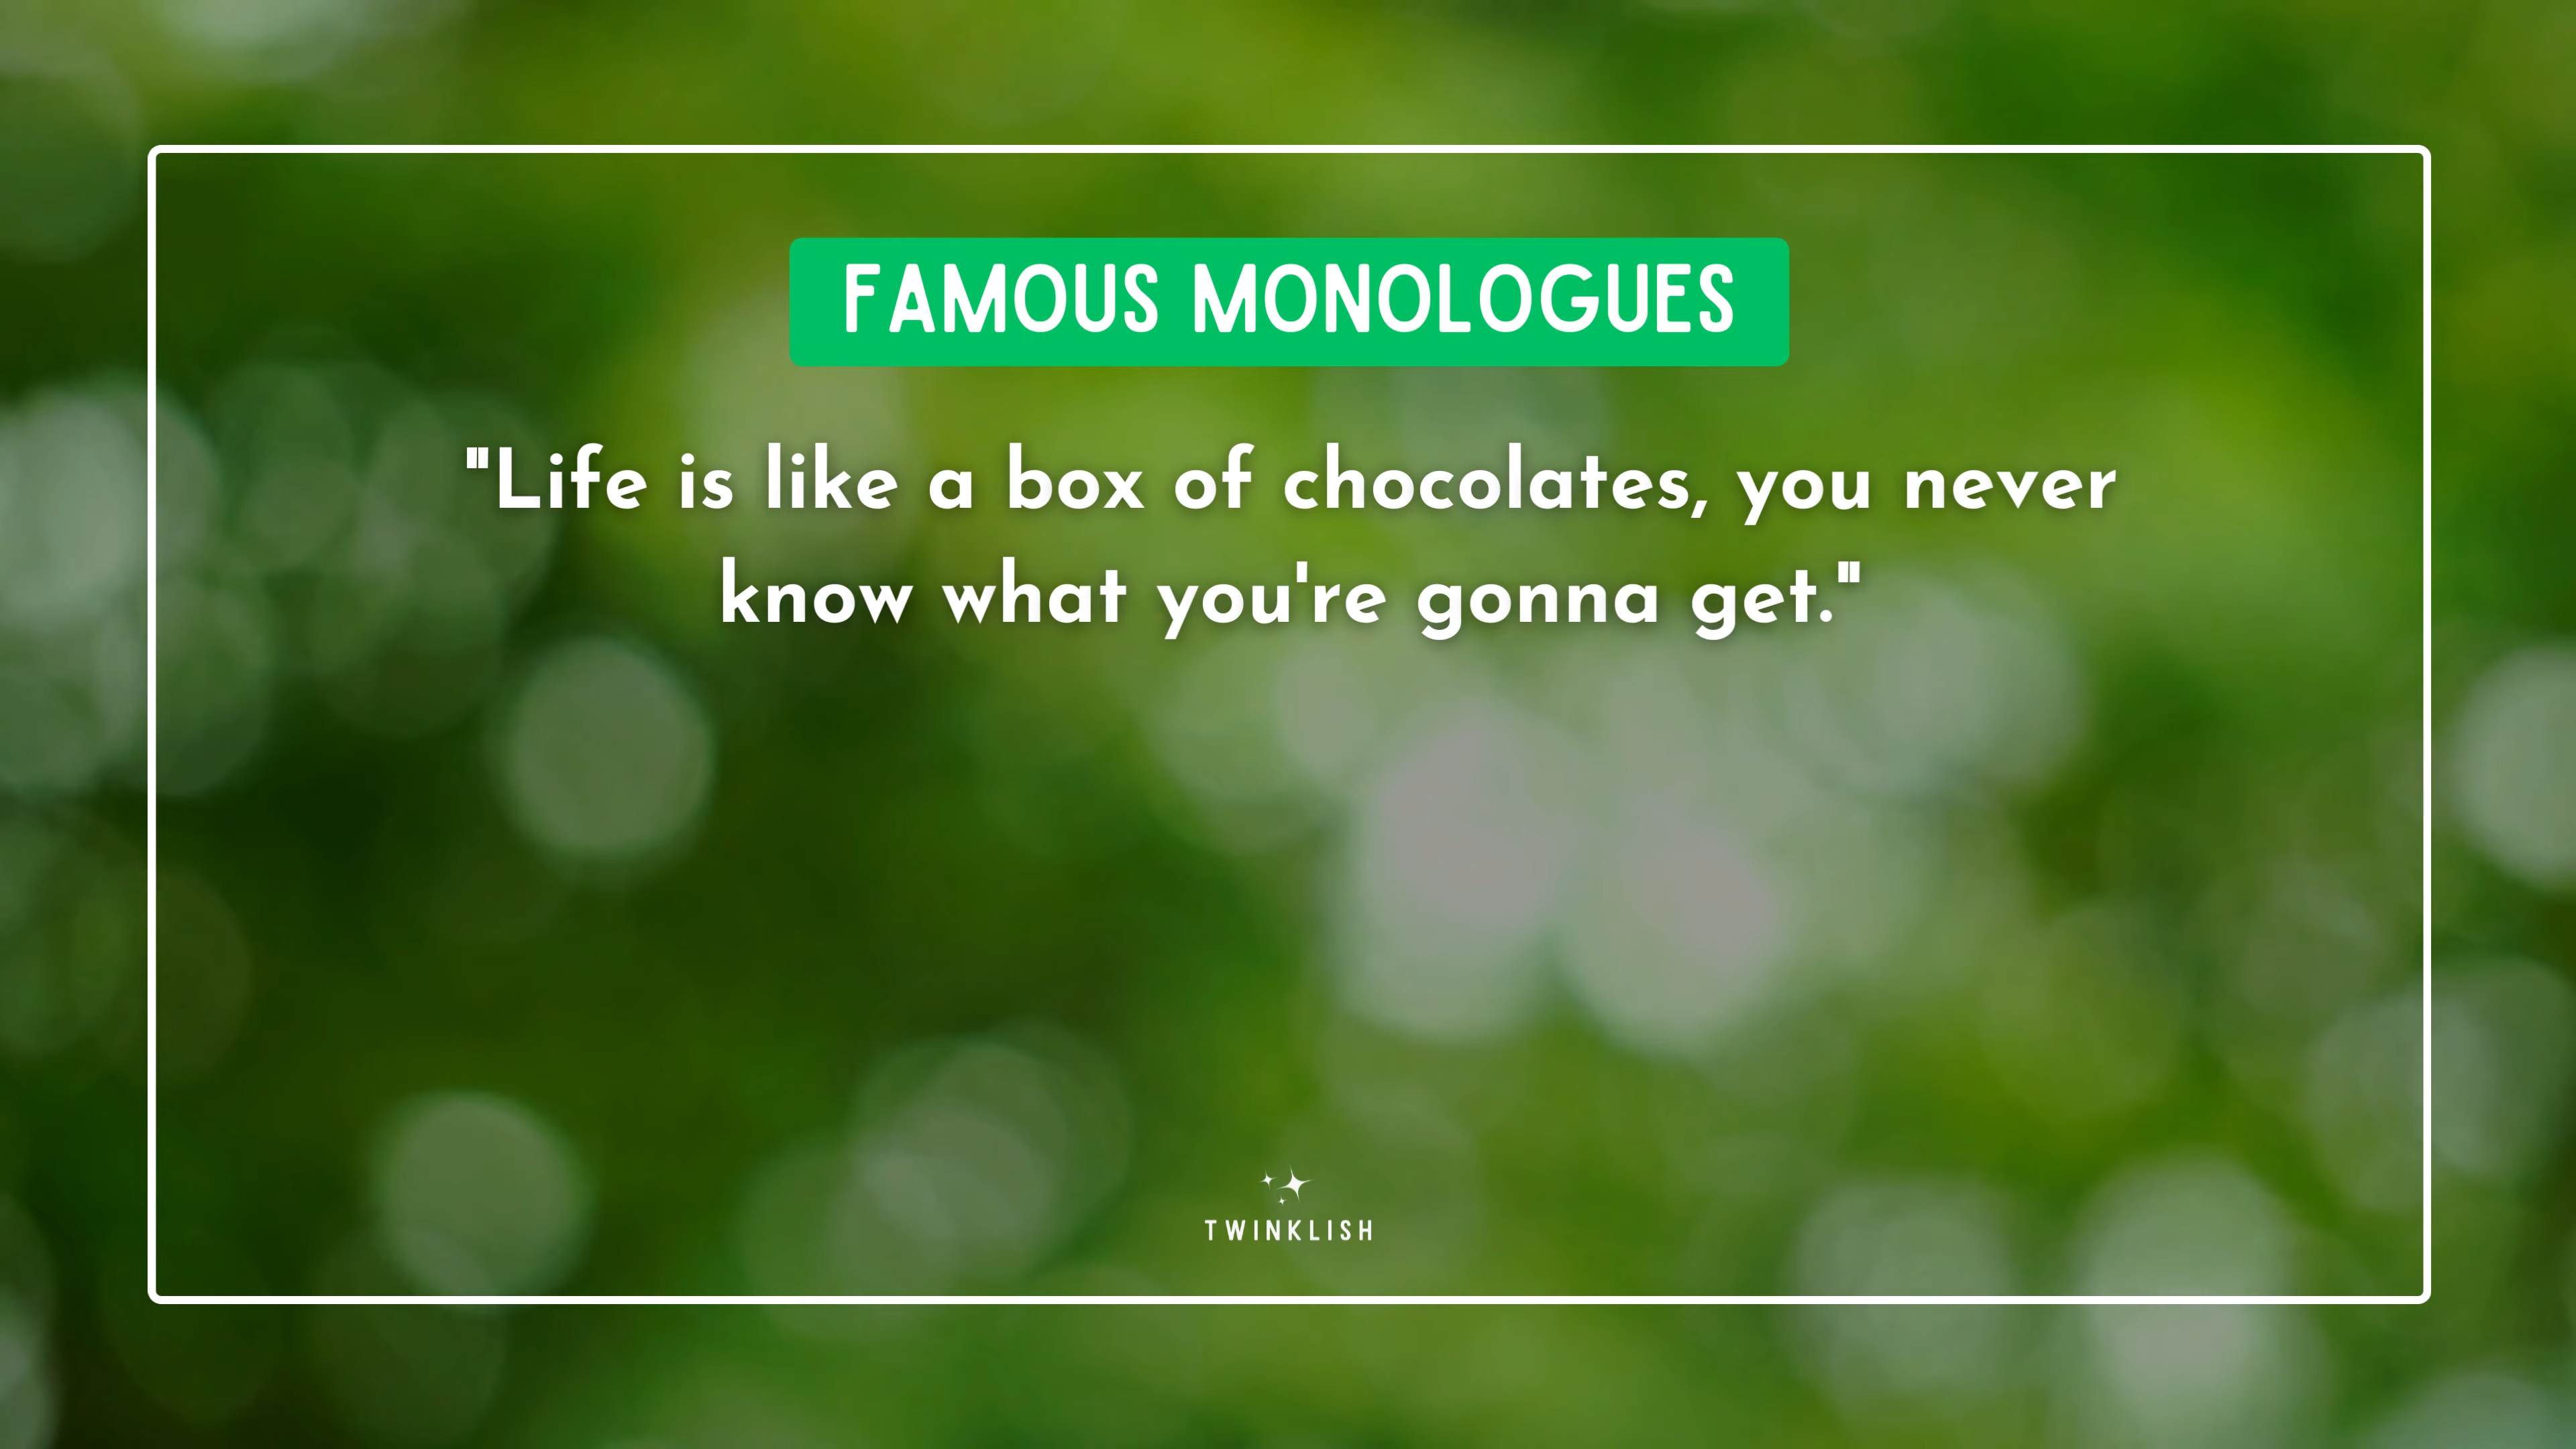 FAMOUS MONOLOGUES
"Life is like a box of chocolates, you never
know what you're gonna get."
TWINKLISH